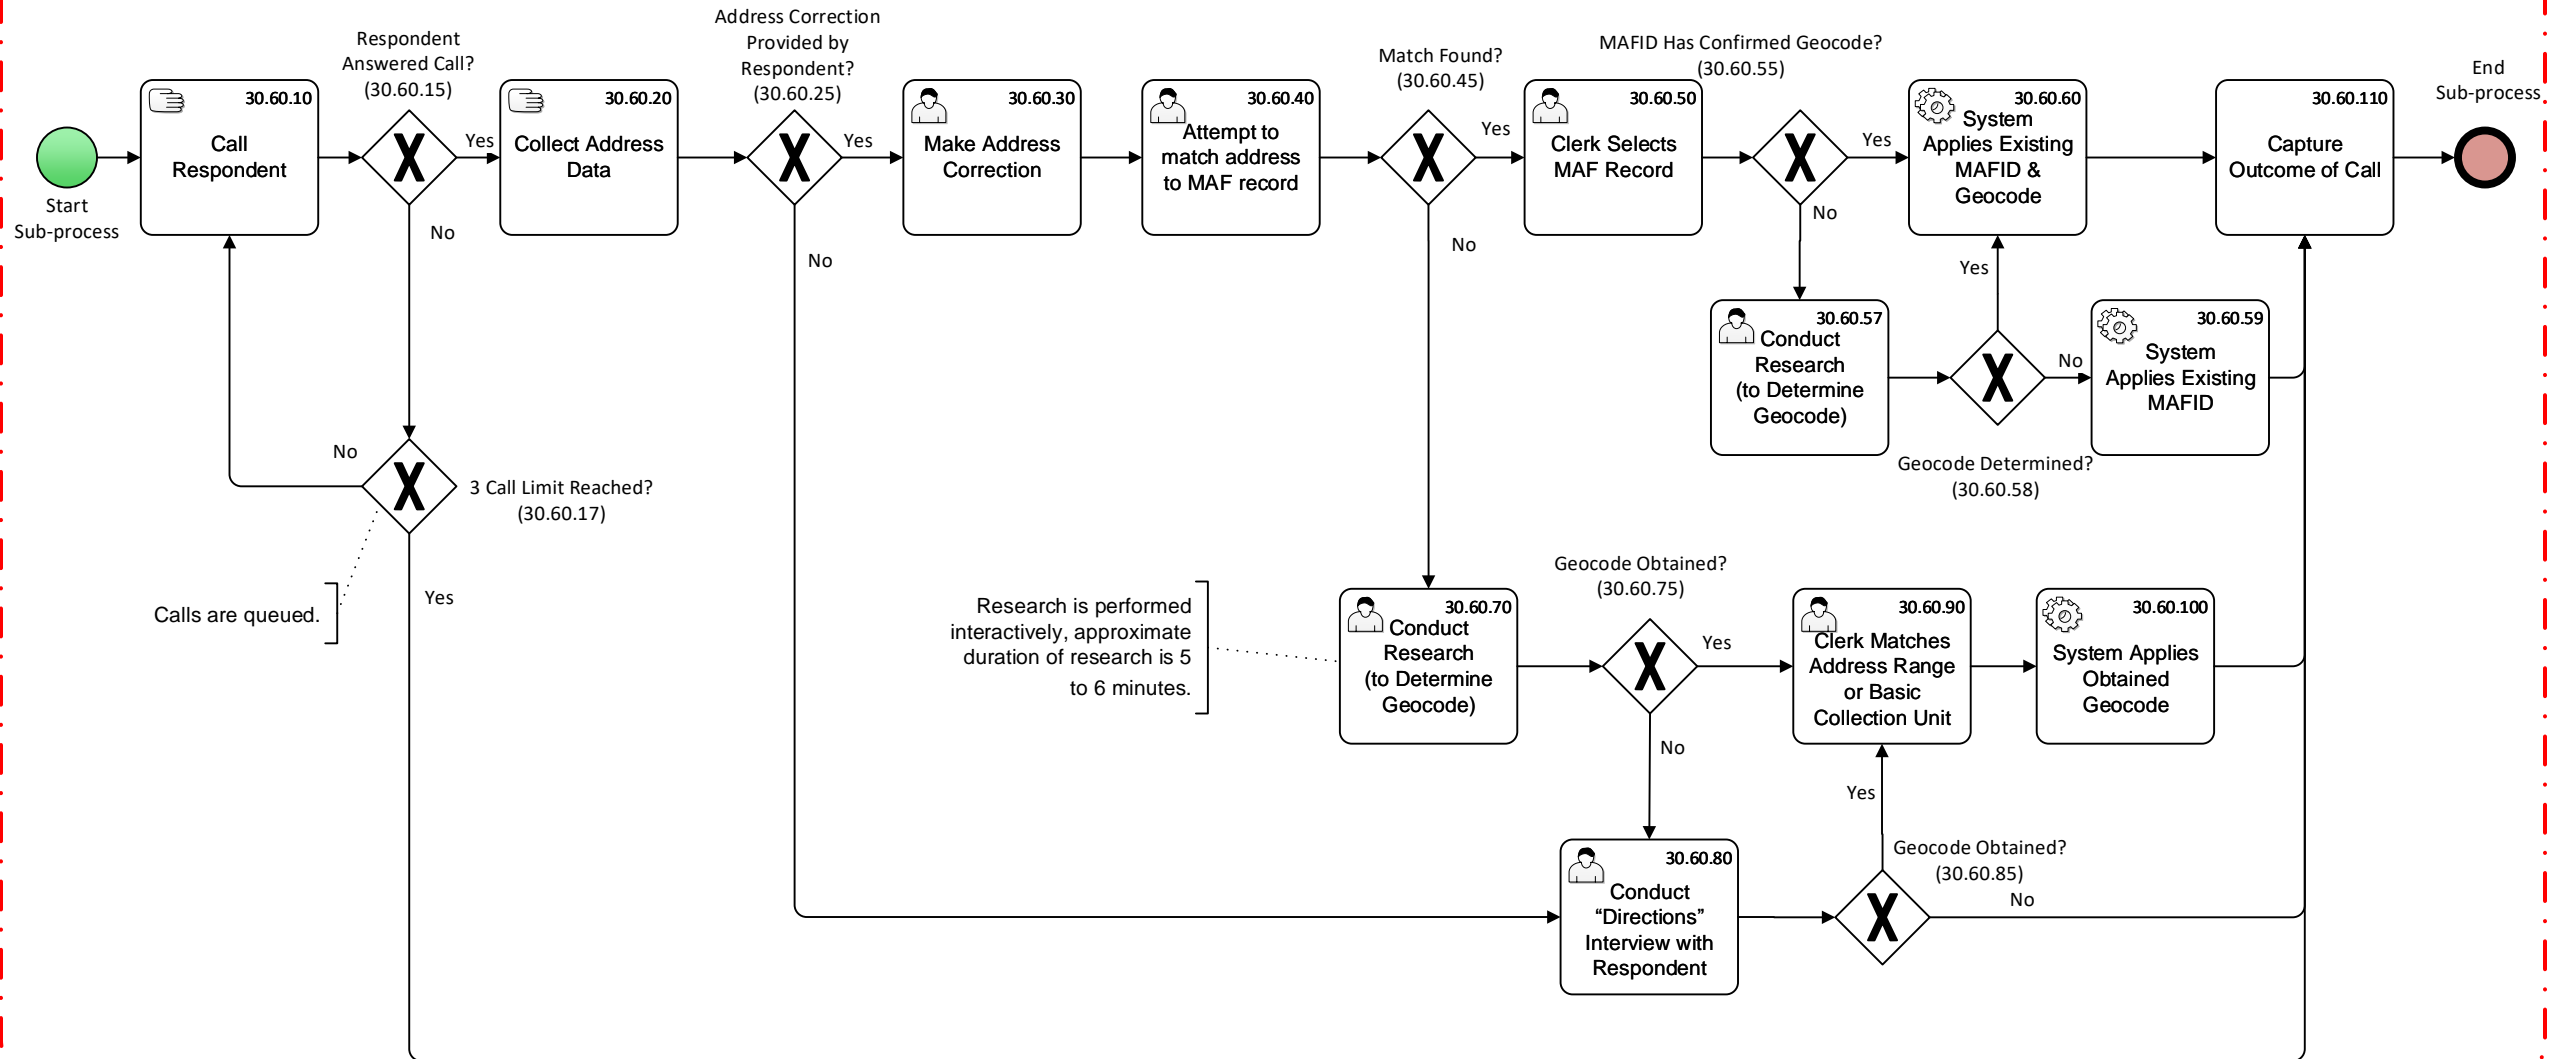 Start
Sub-process
30.60.10
Call
Respondent
Respondent
Answered Call?
(30.60.15)
Yes
No
30.60.20
Collect Address
Data
Address Correction
Provided by
Respondent?
(30.60.25)
Yes
No
30.60.30
Make Address
Correction
30.60.40
Attempt to
match address
to MAF record
Match Found?
(30.60.45)
Yes
No
30.60.50
Clerk Selects
MAF Record
MAFID Has Confirmed Geocode?
(30.60.55)
Yes
No
30.60.60
System
Applies Existing
MAFID &
Geocode
30.60.110
Capture
Outcome of Call
End
Sub-process
30.60.57
Conduct
Research
(to Determine
Geocode)
Yes
No
Geocode Determined?
(30.60.58)
30.60.59
System
Applies Existing
MAFID
No
3 Call Limit Reached?
(30.60.17)
Yes
Calls are queued.
Research is performed
interactively, approximate
duration of research is 5
to 6 minutes.
30.60.70
Conduct
Research
(to Determine
Geocode)
Geocode Obtained?
(30.60.75)
Yes
No
30.60.90
Clerk Matches
Address Range
or Basic
Collection Unit
30.60.100
System Applies
Obtained
Geocode
30.60.80
Conduct
“Directions”
Interview with
Respondent
Yes
Geocode Obtained?
(30.60.85)
No